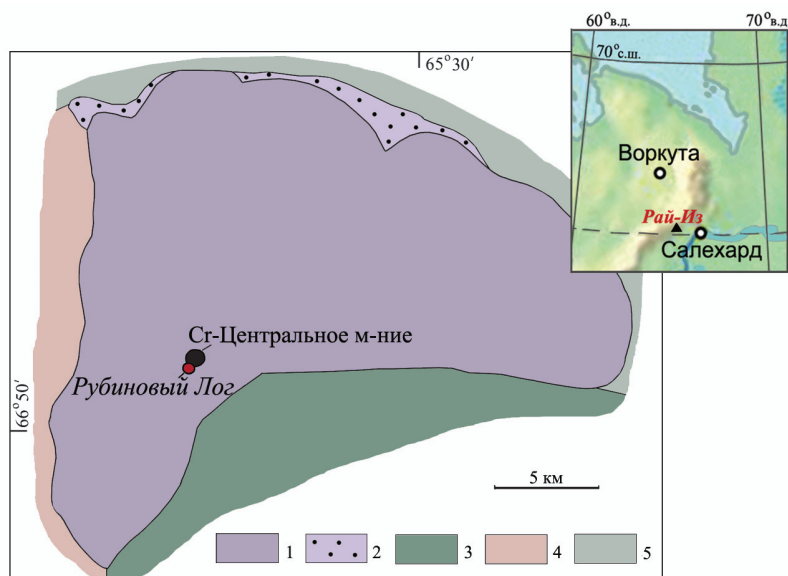 65°30′
60°в.д.
70°в.д
70°с.ш.
Воркута
Рай-Из
Салехард
Cr-Центральное м-ние
Рубиновый Лог
66°50′
5 км
1
2
3
4
5